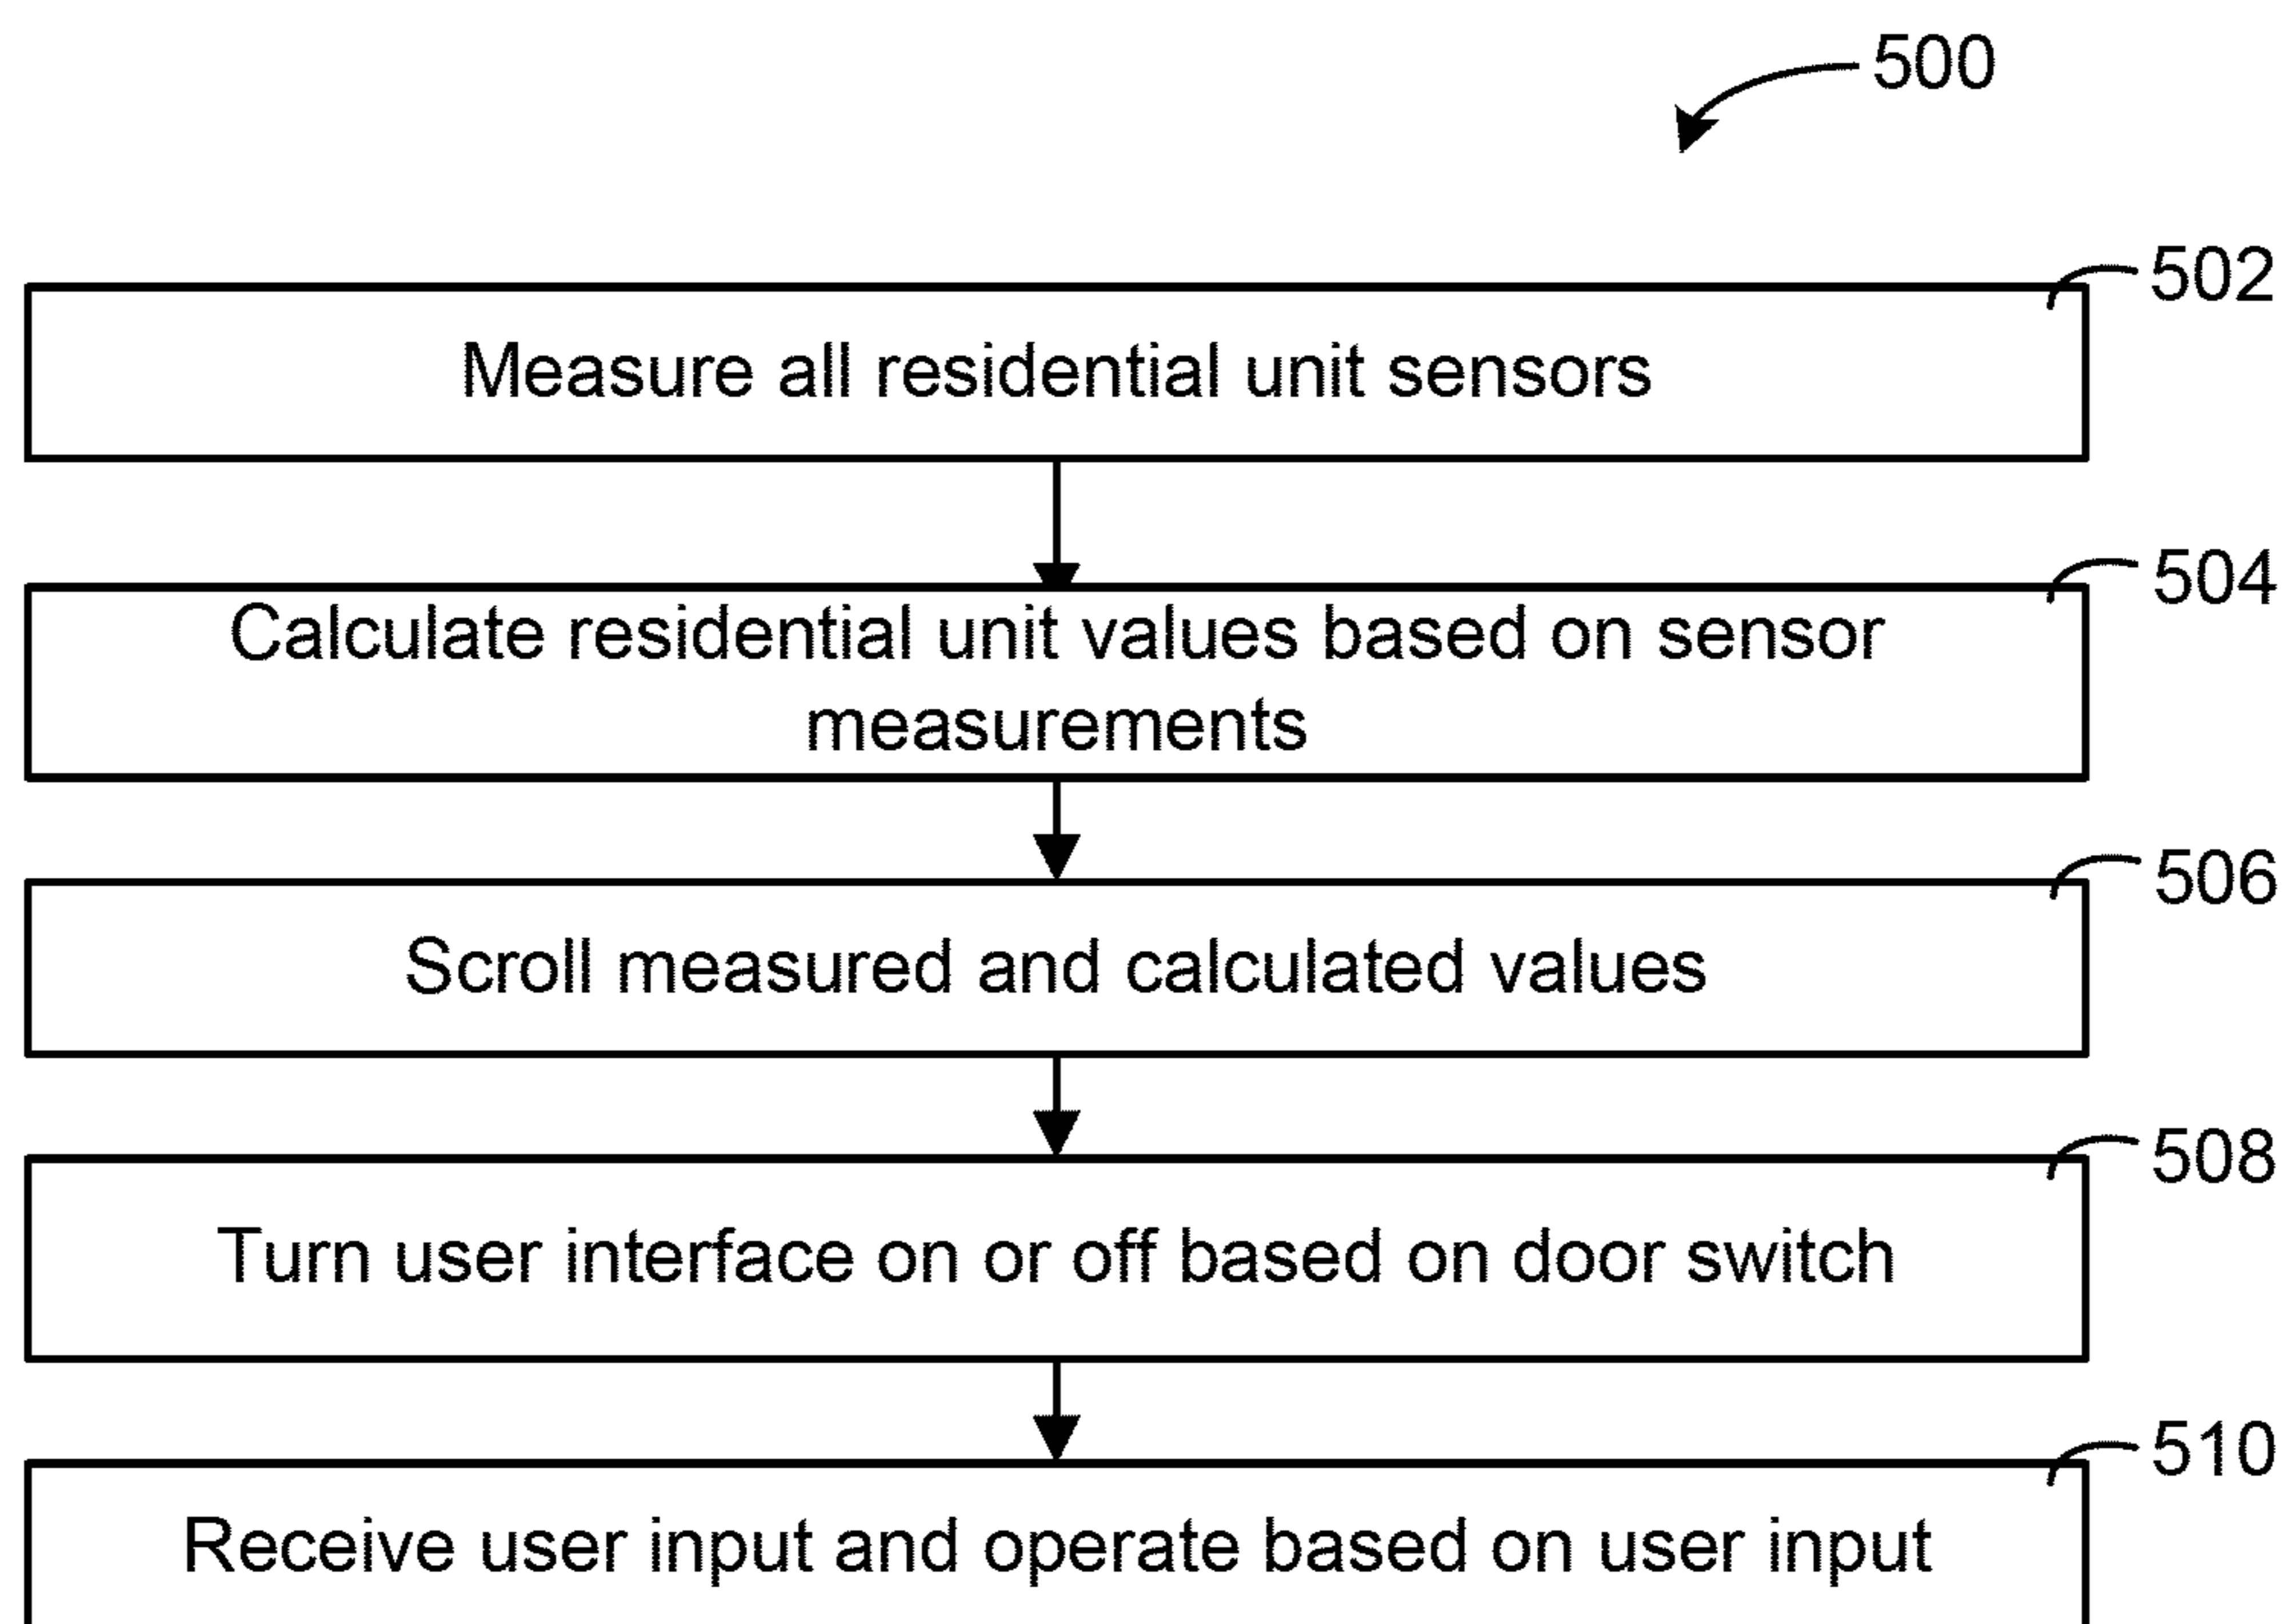 500
502
Measure all residential unit sensors
504
Calculate residential unit values based on sensor
measurements
506
Scroll measured and calculated values
508
Turn user interface on or off based on door switch
510
Receive user input and operate based on user input